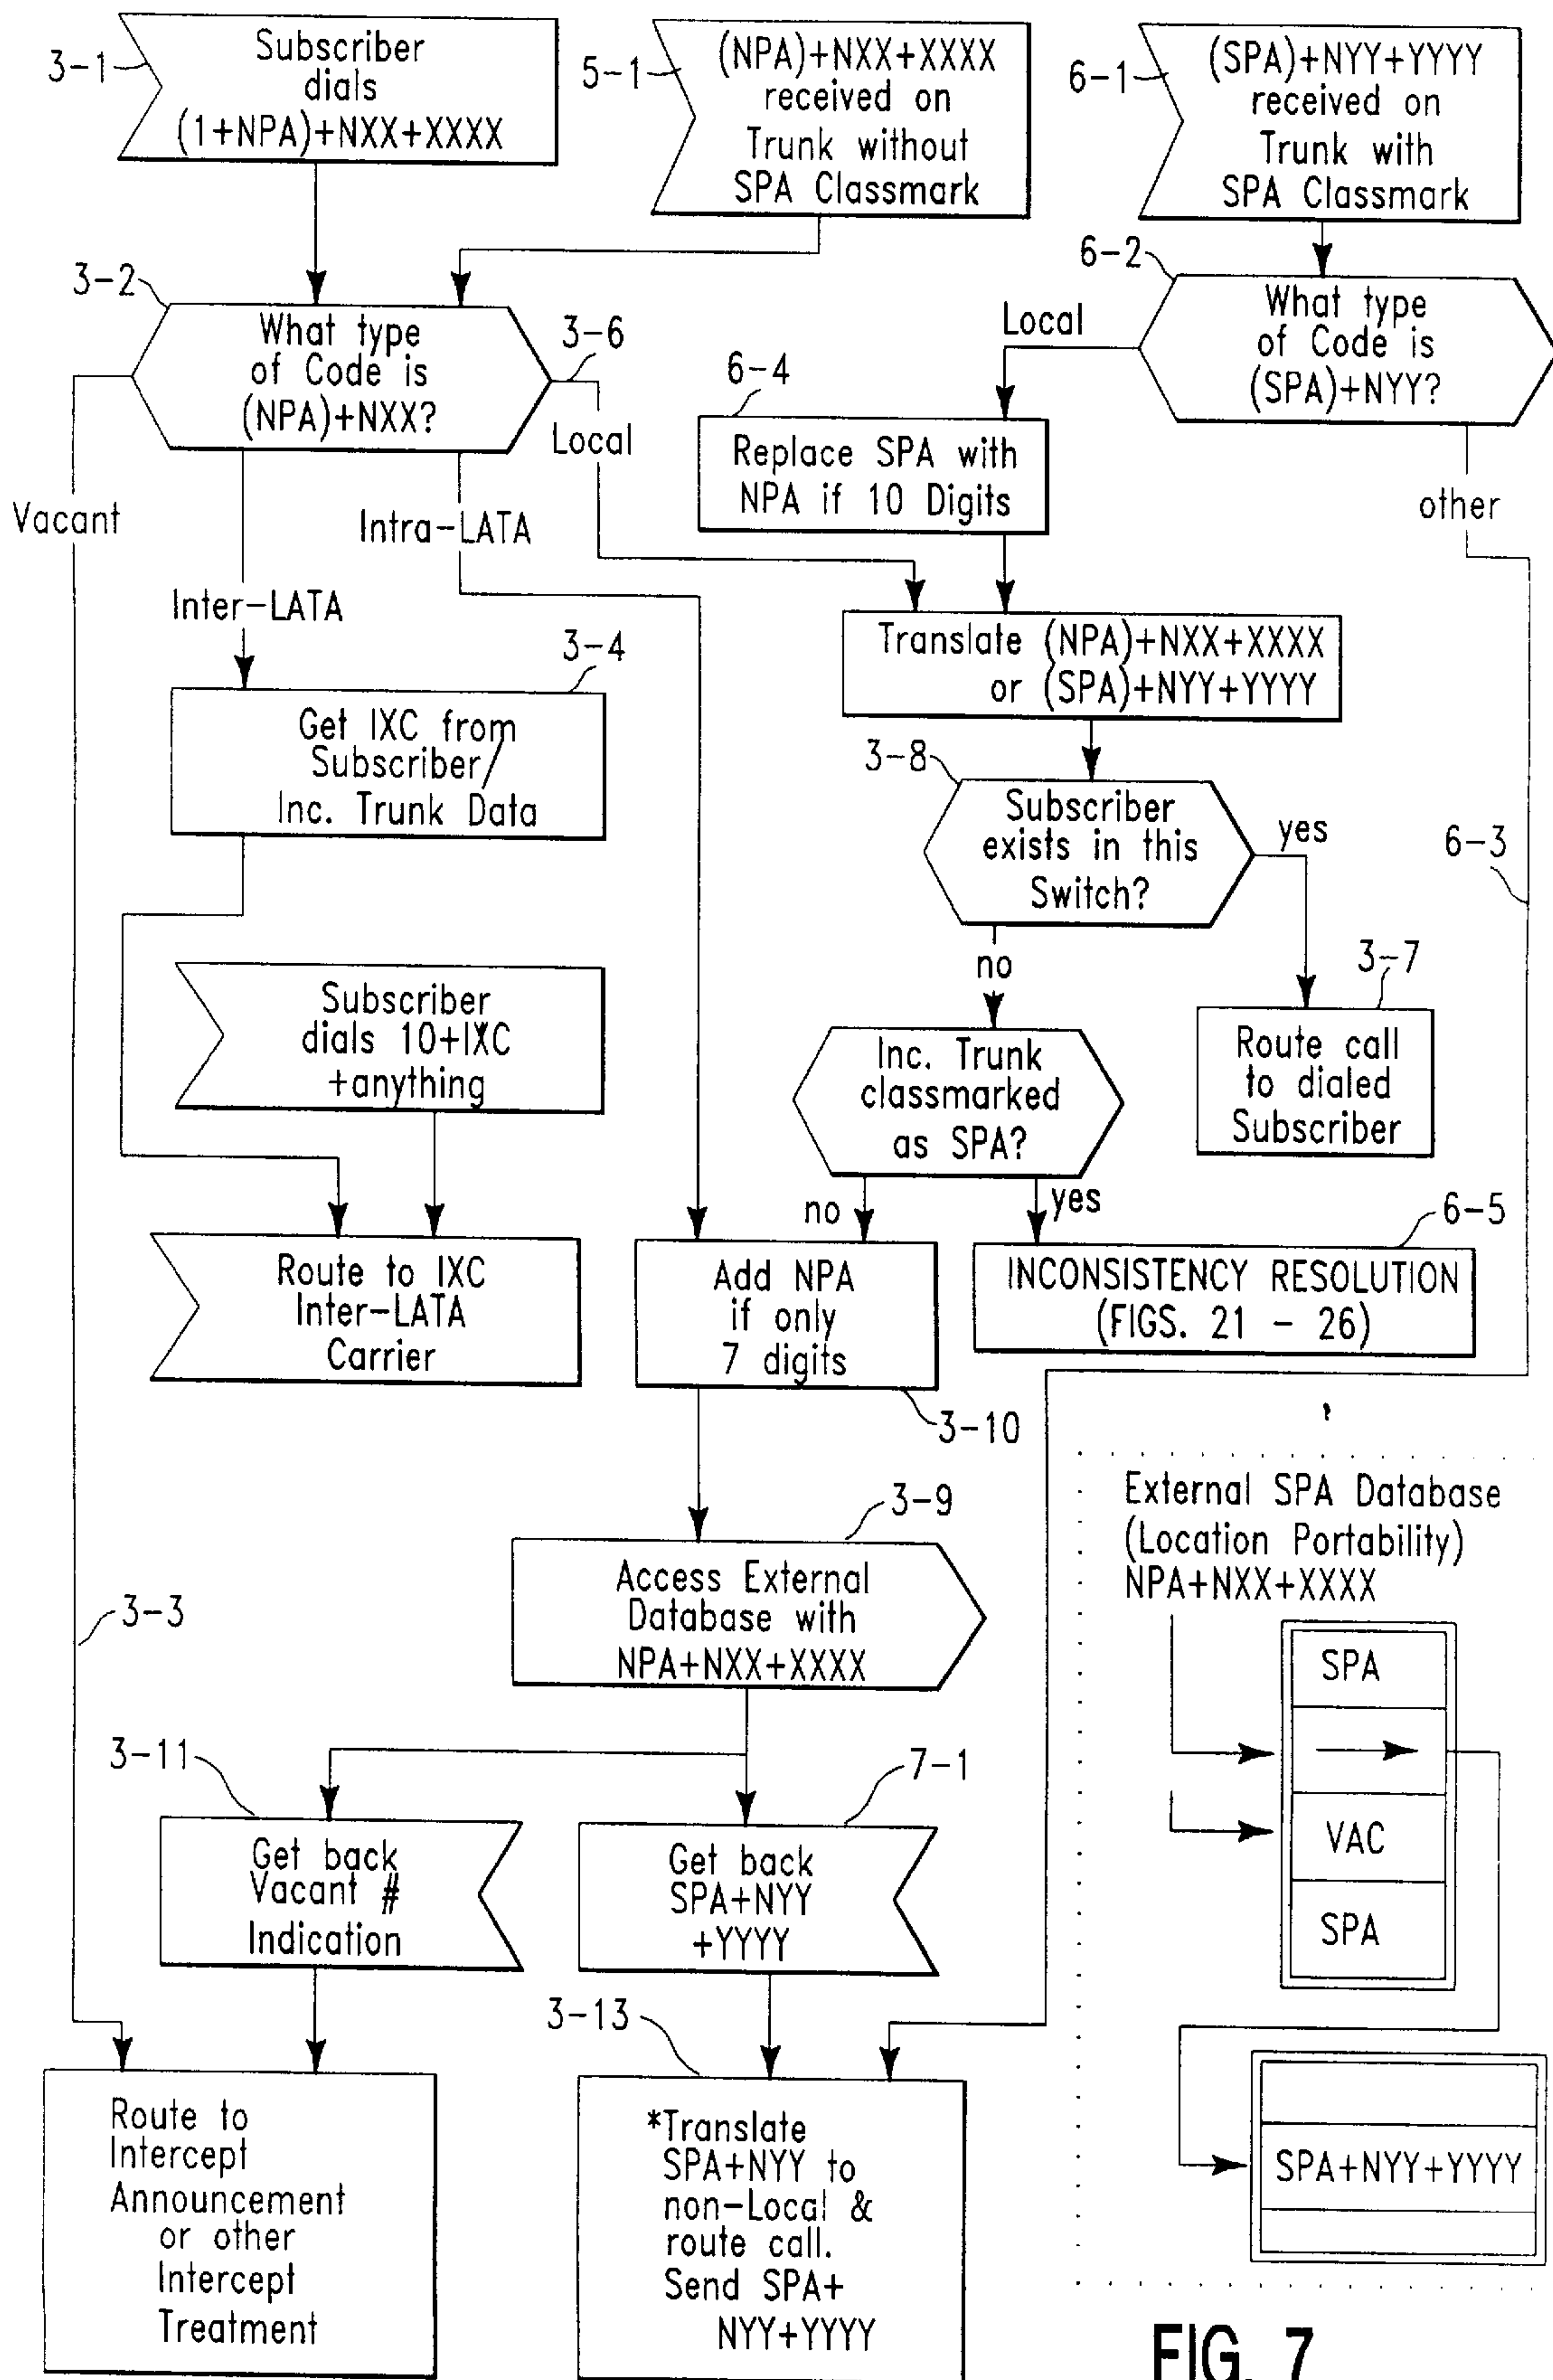 3-1
Subscriber
dials
(1+NPA)+NXX+XXXX
5-1
(NPA)+NXX+XXXX
received on
Trunk without
SPA Classmark
6-1
(SPA)+NYY+YYYY
received on
Trunk with
SPA Classmark
3-2
What type
of Code is
(NPA)+NXX?
3-6
Local
Vacant
Inter-LATA
Intra-LATA
6-2
What type
of Code is
(SPA)+NYY?
Local
other
6-4
Replace SPA with
NPA if 10 Digits
Translate (NPA)+NXX+XXXX
or (SPA)+NYY+YYYY
3-4
Get IXC from
Subscriber/
Inc. Trunk Data
3-8
Subscriber
exists in this
Switch?
yes
no
6-3
3-7
Route call
to dialed
Subscriber
Subscriber
dials 10+IXC
+anything
Inc. Trunk
classmarked
as SPA?
no
yes
6-5
Route to IXC
Inter-LATA
Carrier
Add NPA
if only
7 digits
3-10
INCONSISTENCY RESOLUTION
(FIGS. 21 - 26)
3-9
Access External
Database with
NPA+NXX+XXXX
3-3
External SPA Database
(Location Portability)
NPA+NXX+XXXX
SPA
VAC
SPA
SPA+NYY+YYYY
3-11
Get back
Vacant #
Indication
7-1
Get back
SPA+NYY
+YYYY
3-13
Route to
Intercept
Announcement
or other
Intercept
Treatment
*Translate
SPA+NYY to
non-Local &
route call.
Send SPA+
NYY+YYYY
FIG. 7